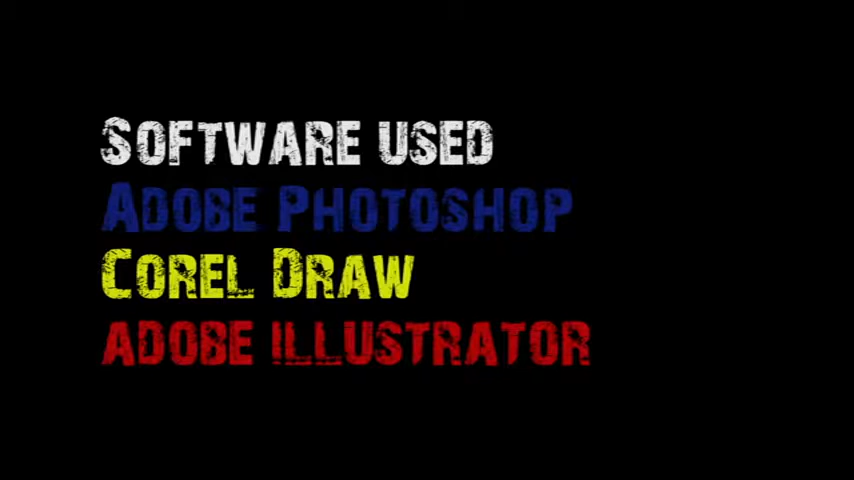 Software used
Adobe Photoshop
Corel Draw
adobe illustrator